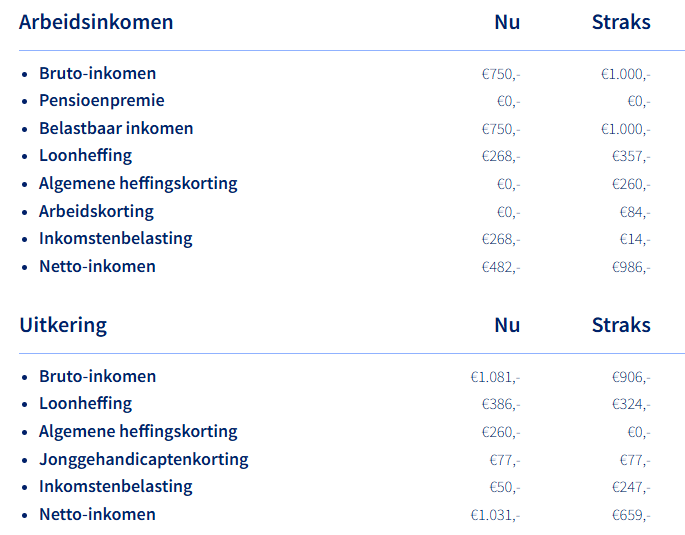 Arbeidsinkomen Nu Straks
• Bruto-inkomen €750,- €1.000,-
• Pensioenpremie €0,- €0,-
• Belastbaar inkomen €750,- €1.000,-
• Loonheffing €268,- €357,-
• Algemene heffingskorting €0,- €260,-
• Arbeidskorting €0,- €84,-
• Inkomstenbelasting €268,- €14,-
• Netto-inkomen €482,- €986,-
Uitkering Nu Straks
• Bruto-inkomen €1.081,- €906,-
• Loonheffing €386,- €324,-
• Algemene heffingskorting €260,- €0,-
• Jonggehandicaptenkorting €77,- €77,-
• Inkomstenbelasting €50,- €247,-
• Netto-inkomen €1.031,- €659,-